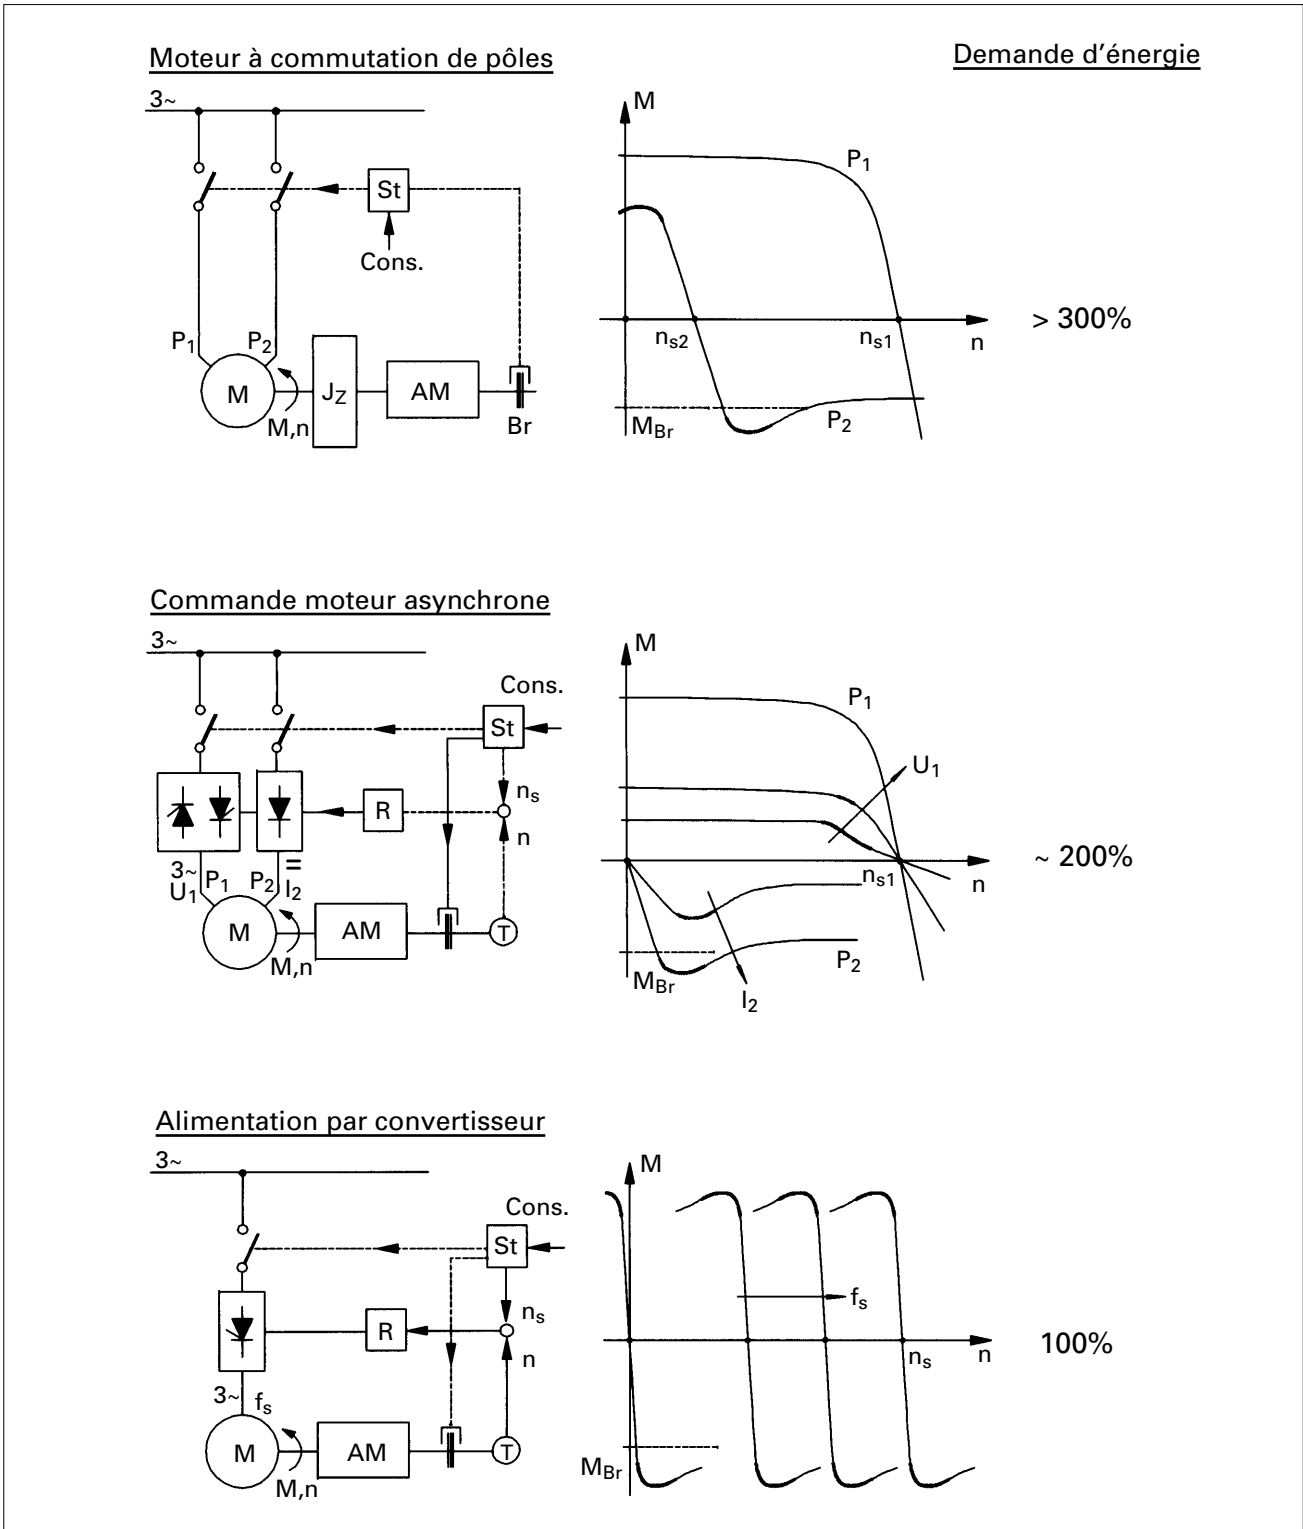 Moteur à commutation de pôles
Demande d'énergie
3~
St
Cons.
P1
P2
M
M,n
JZ
AM
Br
M
P1
ns2
ns1
n
MBr
P2
> 300%
Commande moteur asynchrone
3~
Cons.
St
ns
R
n
3~
U1
P1
P2
=
I2
M
M,n
AM
T
M
P1
U1
ns1
n
MBr
P2
I2
~ 200%
Alimentation par convertisseur
3~
Cons.
St
ns
R
n
3~
fs
M
M,n
AM
T
M
fs
ns
n
MBr
100%